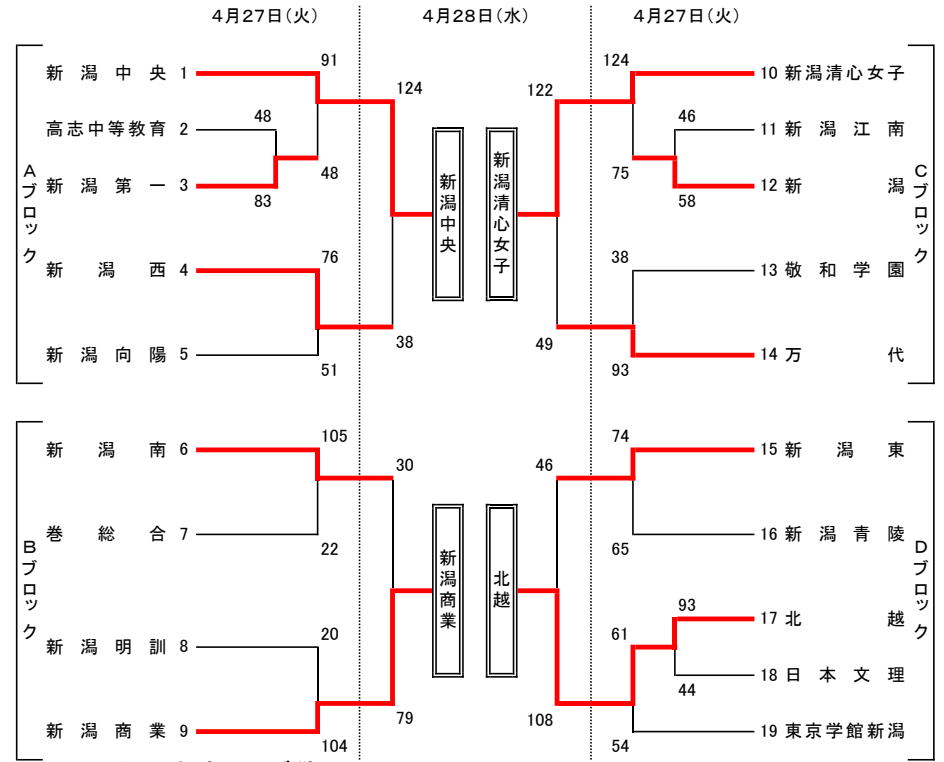 4月27日(火) 4月28日(水) 4月27日(火)
Aブロック
91
新潟中央 1
124
48
高志中等教育 2
新潟第一 3
48
83
新潟中央
76
新潟西 4
38
新潟向陽 5
51
Cブロック
124
10 新潟清心女子
122
46
11 新潟江南
75
12 新潟
58
新潟清心女子
38
13 敬和学園
49
14 万代
93
Bブロック
105
新潟南 6
30
巻総合 7
22
新潟商業
20
新潟明訓 8
79
新潟商業 9
104
Dブロック
74
15 新潟東
46
16 新潟青陵
65
北越
93
17 北越
61
18 日本文理
44
108
19 東京学館新潟
54